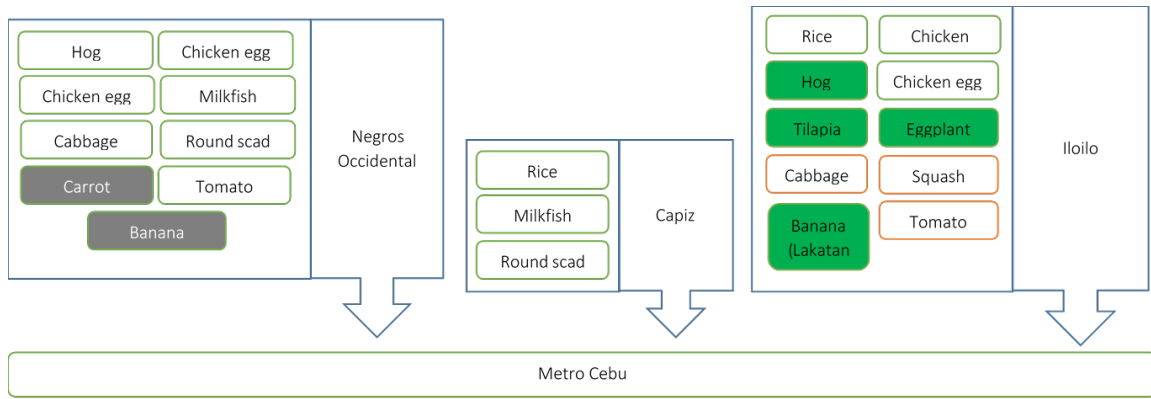 Hog
Chicken egg
Chicken egg
Milkfish
Cabbage
Round scad
Carrot
Tomato
Banana
Negros
Occidental
Rice
Milkfish
Round scad
Capiz
Rice
Chicken
Hog
Chicken egg
Tilapia
Eggplant
Cabbage
Squash
Banana
(Lakatan
Tomato
Iloilo
Metro Cebu